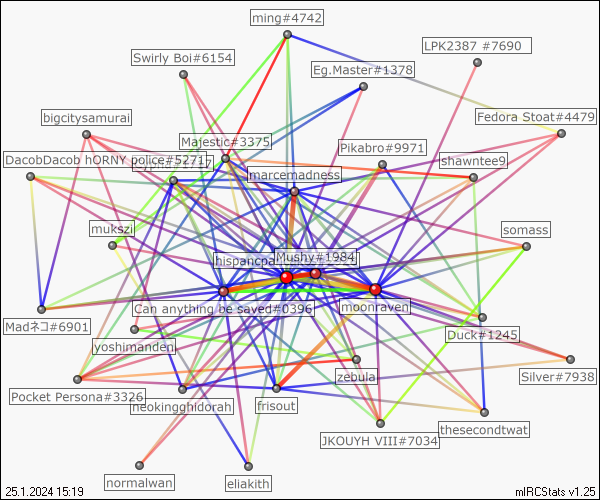 ming#4742
LPK2387 #7690
Swirly Boi#6154
Eg.Master#1378
bigcitysamurai
Fedora Stoat#4479
Majestic#3375
Pikabro#9971
DacobDacob hORNY police#5271
shawntee9
marcemadness
mukszi
somass
Mushy#1984
Can anything be saved#0396
moonraven
Madネコ#6901
Duck#1245
yoshimanden
zebula
Silver#7938
Pocket Persona#3326
neokingghidorah
frisout
thesecondtwat
JKOUYH VIII#7034
normalwan
eliakith
25.1.2024 15:19
mIRCStats v1.25